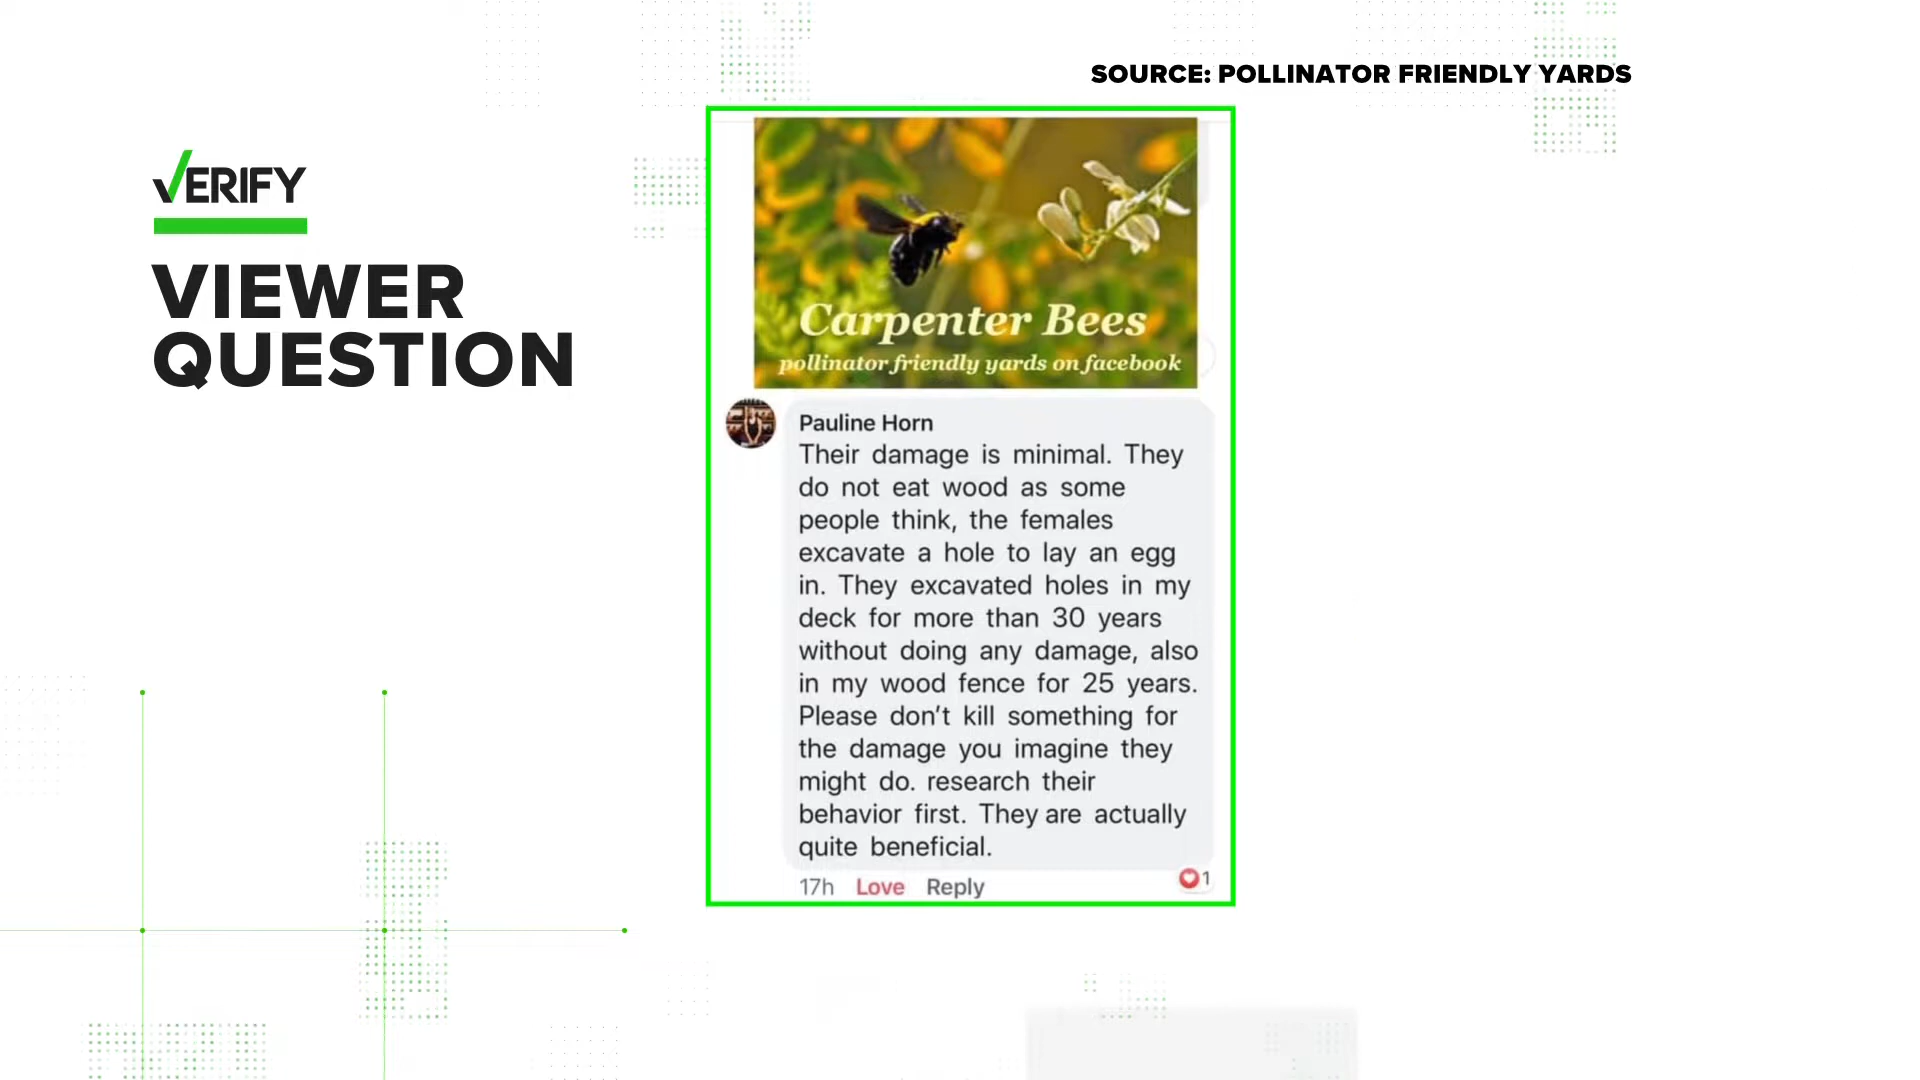 SOURCE: POLLINATOR FRIENDLY YARDS
VERIFY
VIEWER
QUESTION
Carpenter Bees
pollinator friendly yards on facebook
Pauline Horn
Their damage is minimal. They
do not eat wood as some
people think, the females
excavate a hole to lay an egg
in. They excavated holes in my
deck for more than 30 years
without doing any damage, also
in my wood fence for 25 years.
Please don’t kill something for
the damage you imagine they
might do. research their
behavior first. They are actually
quite beneficial.
17h Love Reply 1